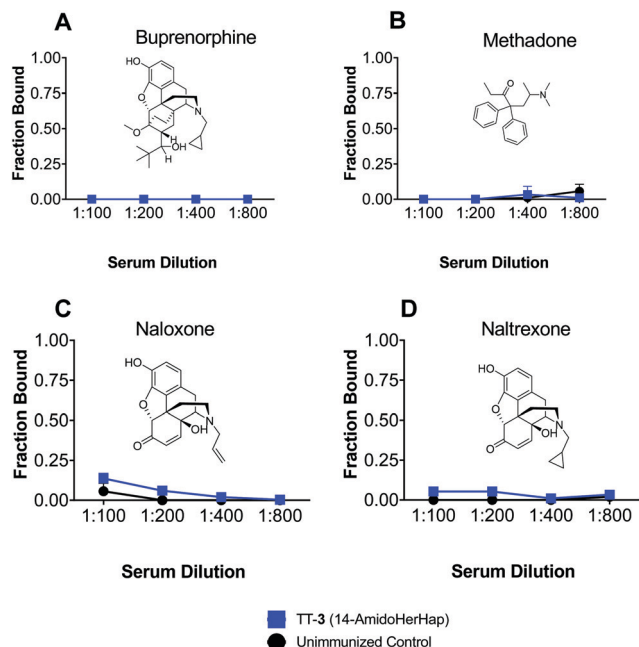 A
Buprenorphine
Fraction Bound
1.00
0.75
0.50
0.25
0.00
1:100 1:200 1:400 1:800
Serum Dilution
HO
O
O
N
OH
H
H
B
Methadone
Fraction Bound
1.00
0.75
0.50
0.25
0.00
1:100 1:200 1:400 1:800
Serum Dilution
O
N
C
Naloxone
Fraction Bound
1.00
0.75
0.50
0.25
0.00
1:100 1:200 1:400 1:800
Serum Dilution
HO
O
N
OH
O
D
Naltrexone
Fraction Bound
1.00
0.75
0.50
0.25
0.00
1:100 1:200 1:400 1:800
Serum Dilution
HO
O
N
OH
O
TT-3 (14-AmidoHerHap)
Unimmunized Control